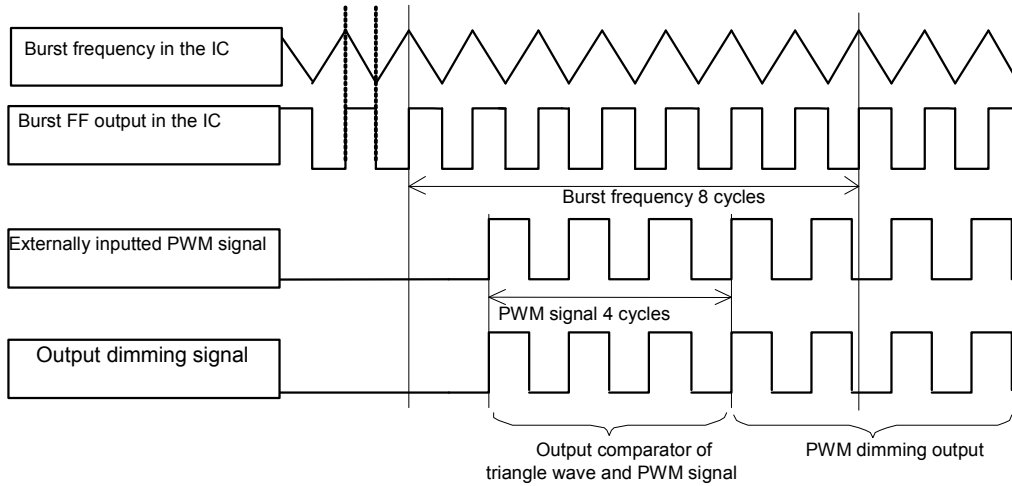 Burst frequency in the IC
Burst FF output in the IC
Burst frequency 8 cycles
Externally inputted PWM signal
PWM signal 4 cycles
Output dimming signal
Output comparator of
triangle wave and PWM signal
PWM dimming output